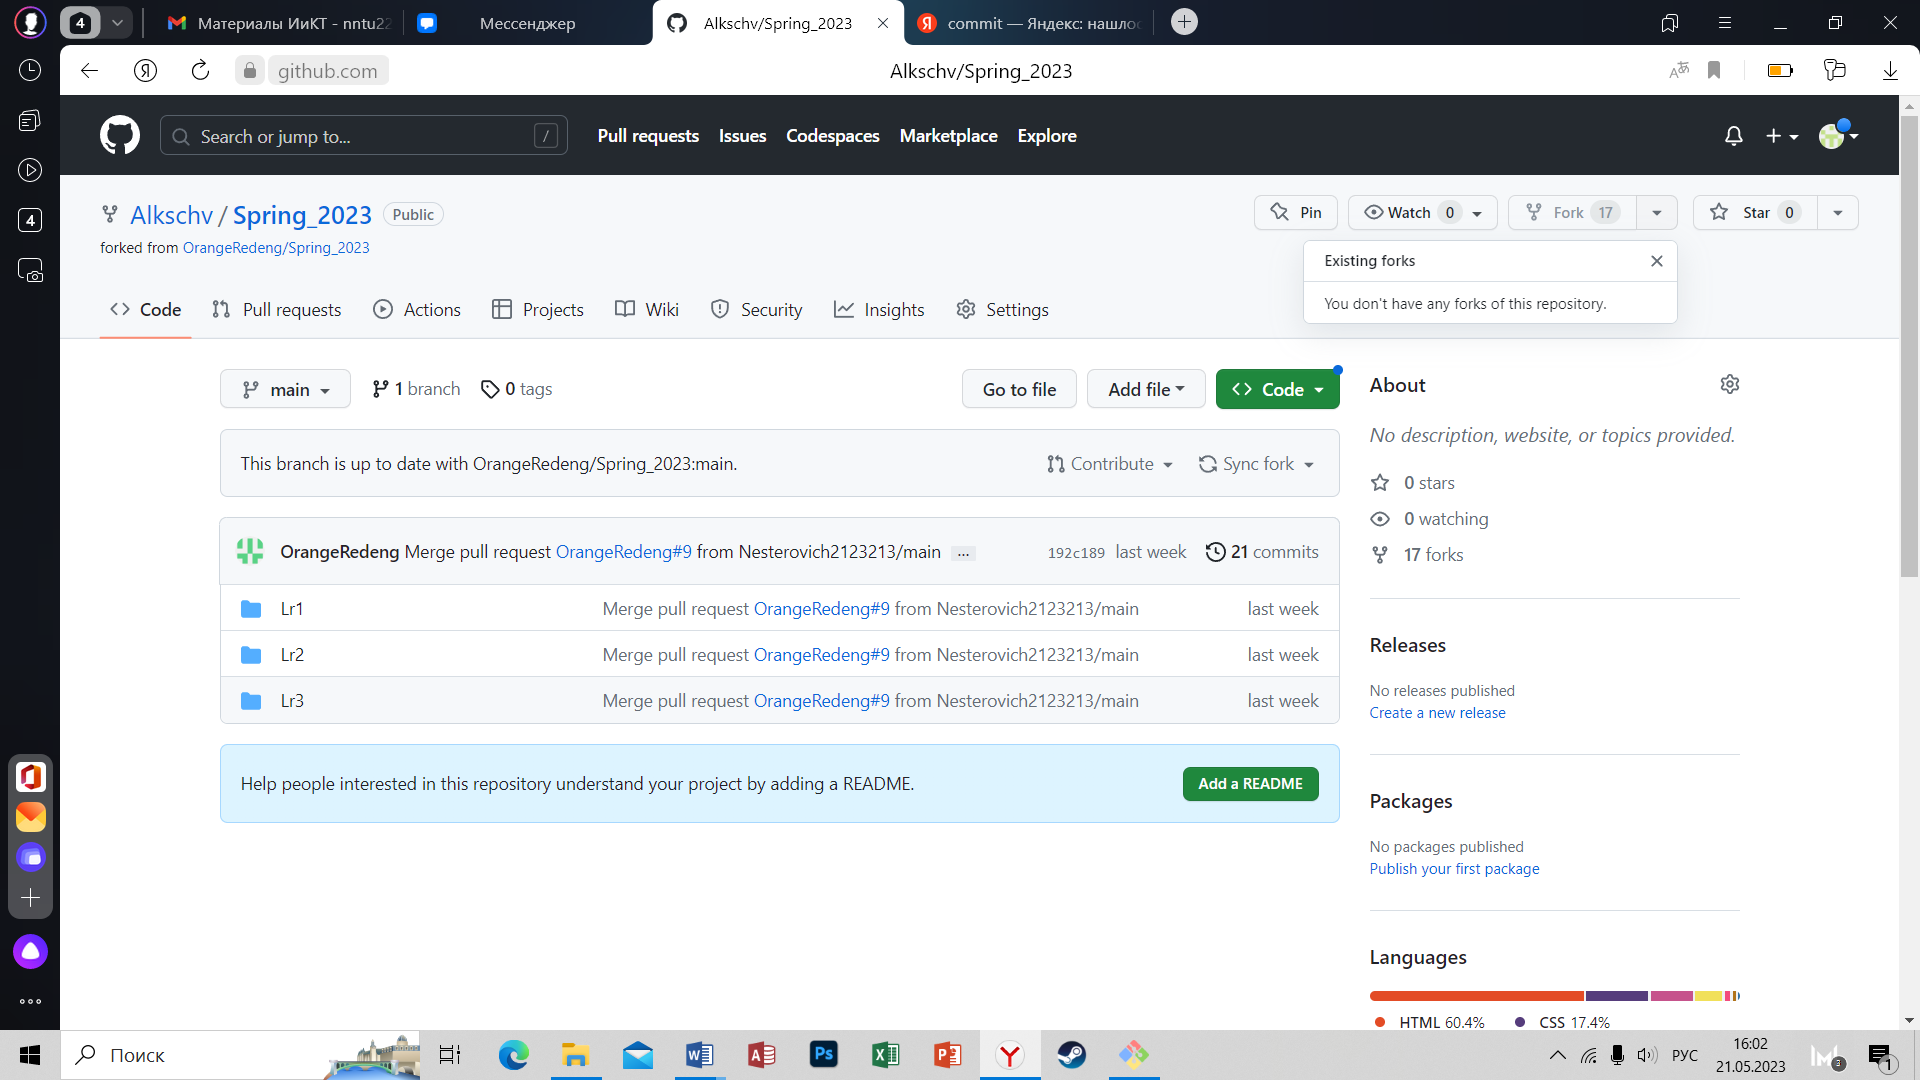 4
Материалы ИиКТ - nntu22
Мессенджер
Alkschv/Spring_2023
commit — Яндекс: нашлос
github.com
Alkschv/Spring_2023
4
Search or jump to...
/
Pull requests
Issues
Codespaces
Marketplace
Explore
Alkschv / Spring_2023
Public
forked from OrangeRedeng/Spring_2023
Pin
Watch 0
Fork 17
Star 0
Existing forks
You don't have any forks of this repository.
Code
Pull requests
Actions
Projects
Wiki
Security
Insights
Settings
main
1 branch
0 tags
Go to file
Add file
Code
This branch is up to date with OrangeRedeng/Spring_2023:main.
Contribute
Sync fork
OrangeRedeng Merge pull request OrangeRedeng#9 from Nesterovich2123213/main ...
192c189 last week
21 commits
Lr1
Merge pull request OrangeRedeng#9 from Nesterovich2123213/main
last week
Lr2
Merge pull request OrangeRedeng#9 from Nesterovich2123213/main
last week
Lr3
Merge pull request OrangeRedeng#9 from Nesterovich2123213/main
last week
Help people interested in this repository understand your project by adding a README.
Add a README
About
No description, website, or topics provided.
0 stars
0 watching
17 forks
Releases
No releases published
Create a new release
Packages
No packages published
Publish your first package
Languages
HTML 60.4%
CSS 17.4%
Поиск
Ps
РУС
16:02
21.05.2023
3
1